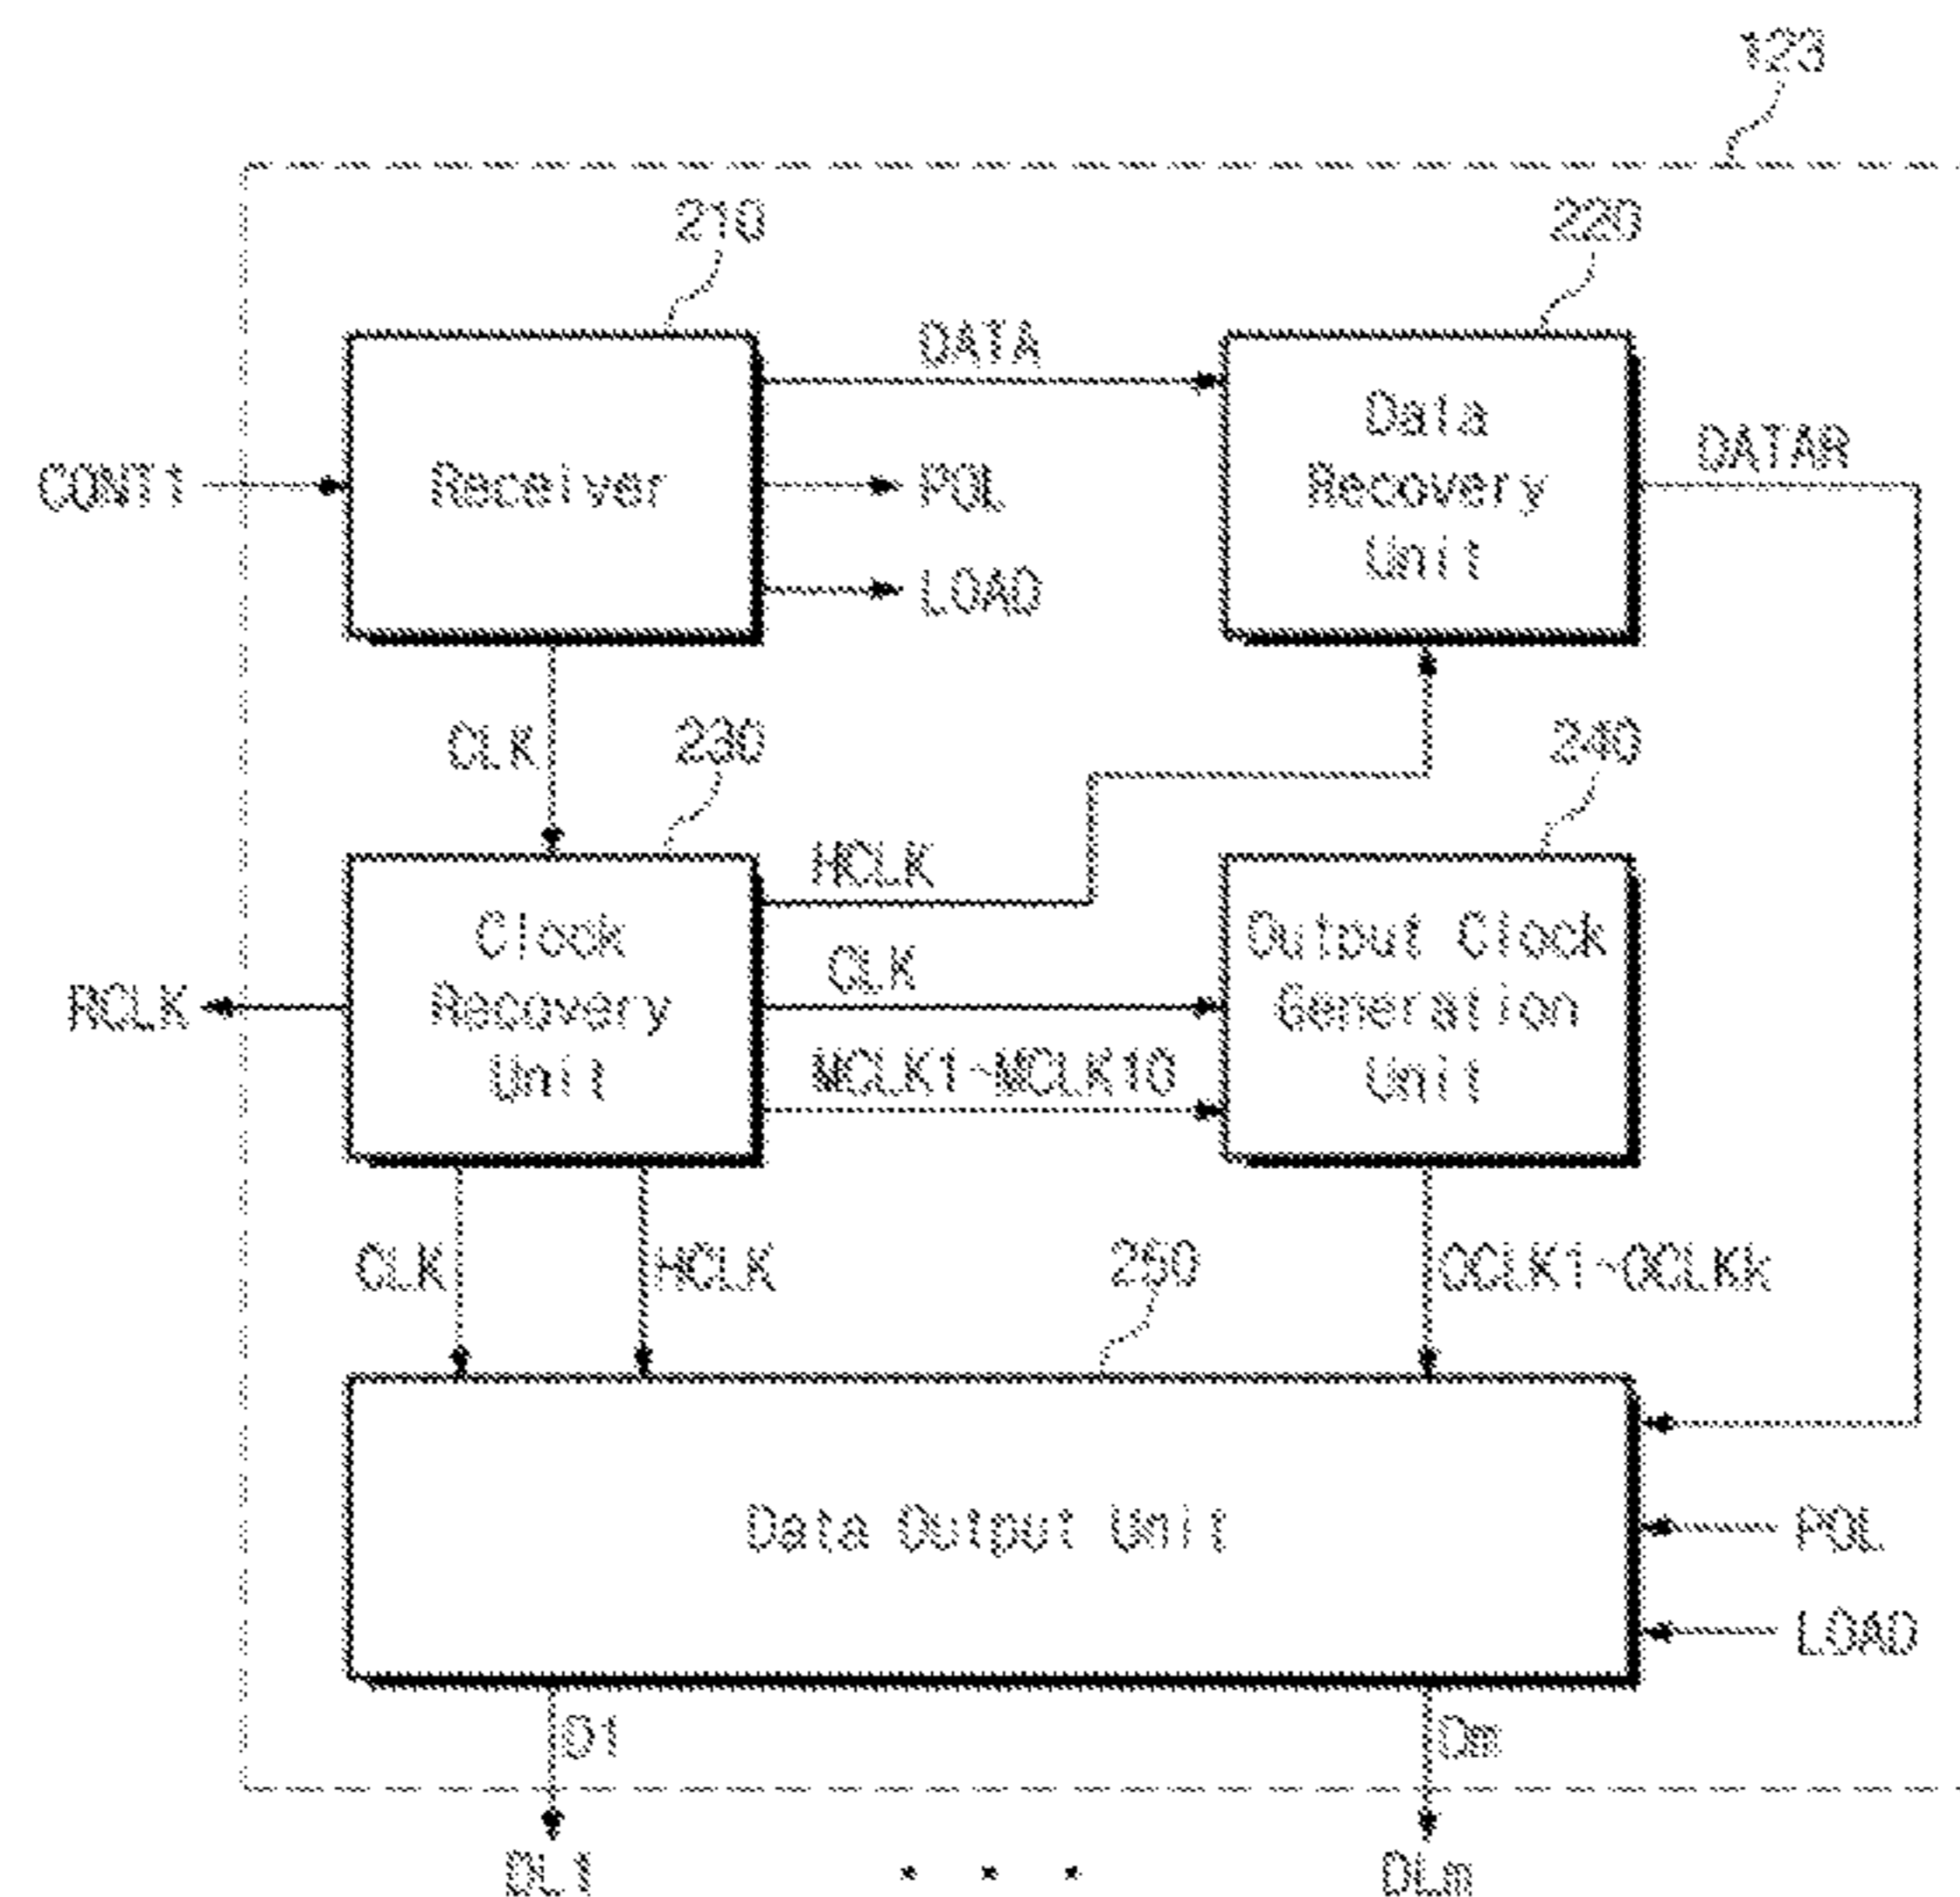 123
210
220
DATA
Data
Recovery
Unit
DATAR
CONT1
Receiver
POL
LOAD
CLK
230
240
HCLK
Clock
Recovery
Unit
CLK
Output Clock
Generation
Unit
RCLK
MCLK1~MCLK10
CLK
HCLK
250
OCLK1~OCLKk
Data Output Unit
POL
LOAD
D1
Dm
DL1
• • •
DLm